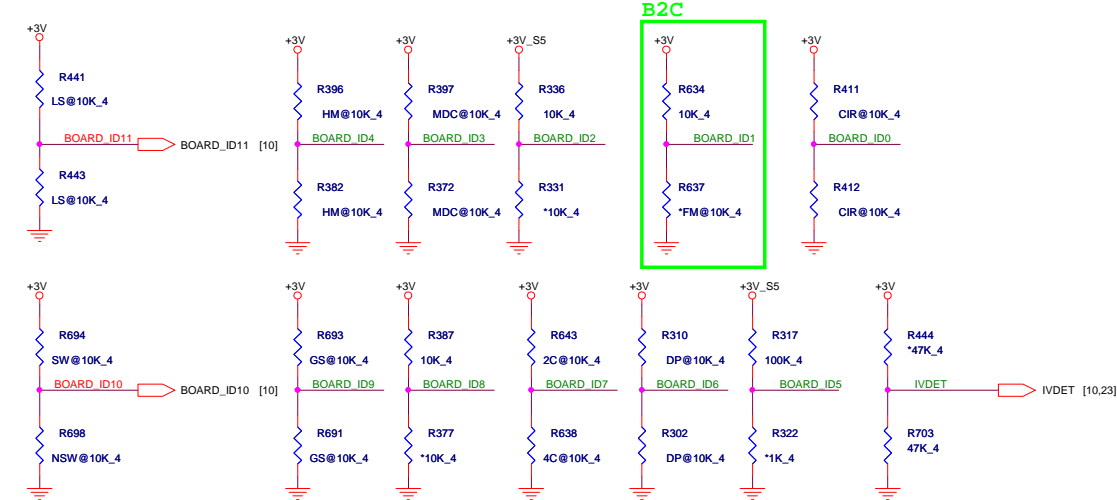 B2C
+3V +3V +3V +3V_S5 +3V +3V
R441 R396 R397 R336 R634 R411
LS@10K_4 HM@10K_4 MDC@10K_4 10K_4 10K_4 CIR@10K_4
BOARD_ID11 BOARD_ID11 [10] BOARD_ID4 BOARD_ID3 BOARD_ID2 BOARD_ID1 BOARD_ID0
R443 R382 R372 R331 R637 R412
LS@10K_4 HM@10K_4 MDC@10K_4 *10K_4 *FM@10K_4 CIR@10K_4
+3V +3V +3V +3V +3V +3V_S5 +3V
R694 R693 R387 R643 R310 R317 R444
SW@10K_4 GS@10K_4 10K_4 2C@10K_4 DP@10K_4 100K_4 *47K_4
BOARD_ID10 BOARD_ID10 [10] BOARD_ID9 BOARD_ID8 BOARD_ID7 BOARD_ID6 BOARD_ID5 IVDET IVDET [10,23]
R698 R691 R377 R638 R302 R322 R703
NSW@10K_4 GS@10K_4 *10K_4 4C@10K_4 DP@10K_4 *1K_4 47K_4